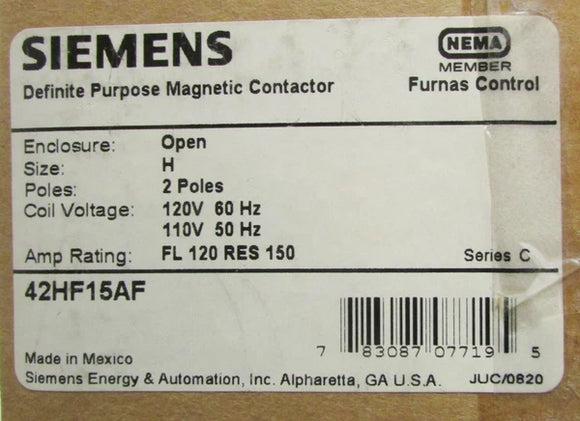 SIEMENS
NEMA
MEMBER
Definite Purpose Magnetic Contactor Furnas Control
Enclosure: Open
Size: H
Poles: 2 Poles
Coil Voltage: 120V 60 Hz
110V 50 Hz
Amp Rating: FL 120 RES 150 Series C
42HF15AF
7 83087 07719 5
Made in Mexico
Siemens Energy & Automation, Inc. Alpharetta, GA U.S.A. JUC/0820